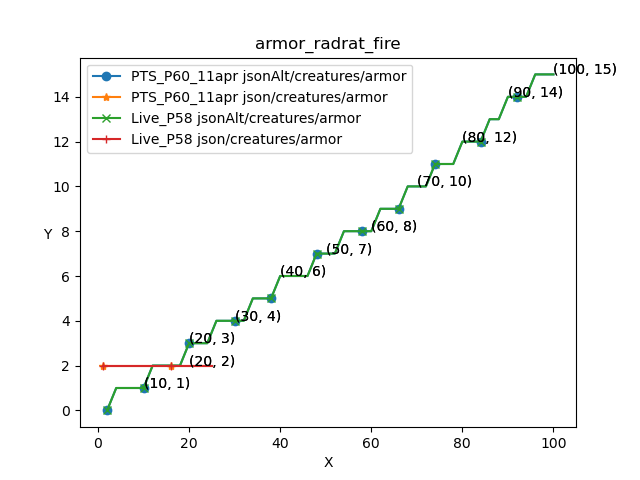 armor_radrat_fire
PTS_P60_11apr jsonAlt/creatures/armor
PTS_P60_11apr json/creatures/armor
Live_P58 jsonAlt/creatures/armor
Live_P58 json/creatures/armor
(100, 15)
(90, 14)
(80, 12)
(70, 10)
(60, 8)
(50, 7)
(40, 6)
(30, 4)
(20, 3)
(20, 2)
(10, 1)
14
12
10
8
6
4
2
0
Y
0 20 40 60 80 100
X